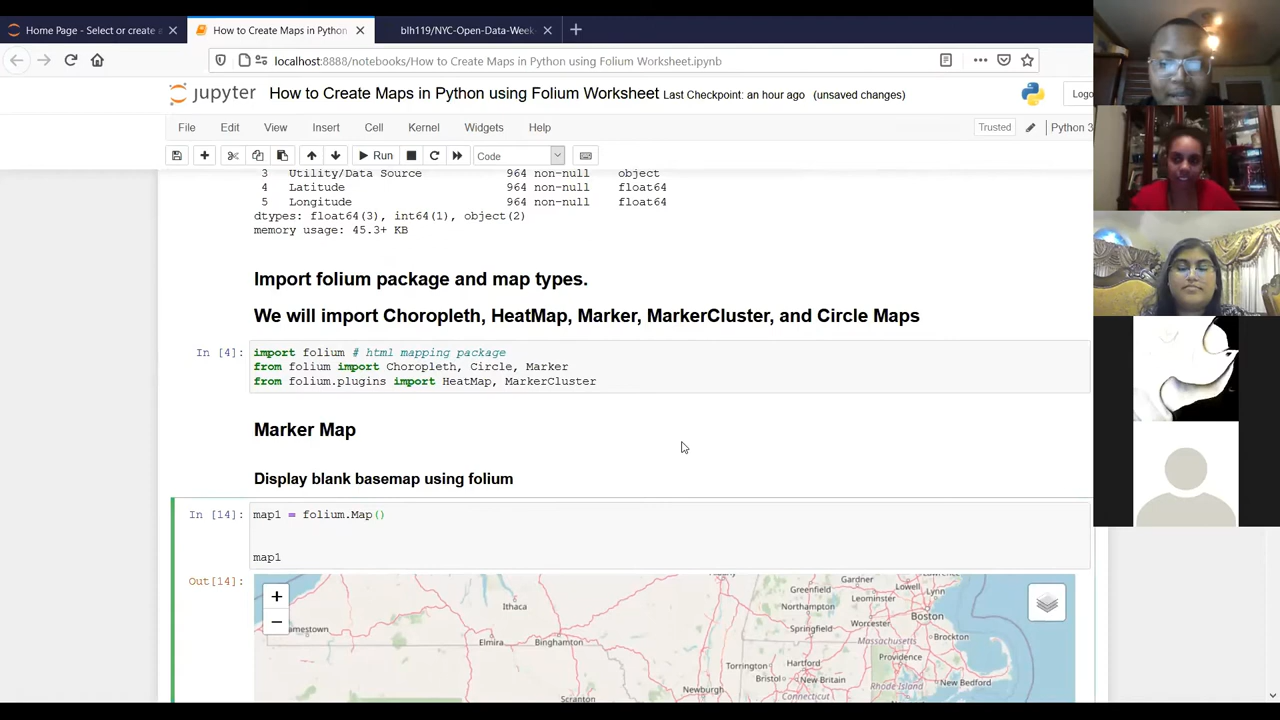 Home Page - Select or create a
How to Create Maps in Python
blh119/NYC-Open-Data-Week-
localhost:8888/notebooks/How to Create Maps in Python using Folium Worksheet.ipynb
jupyter How to Create Maps in Python using Folium Worksheet Last Checkpoint: an hour ago (unsaved changes)
Logo
File Edit View Insert Cell Kernel Widgets Help
Trusted
Python 3
Run
Code
3 Utility/Data Source 964 non-null object
4 Latitude 964 non-null float64
5 Longitude 964 non-null float64
dtypes: float64(3), int64(1), object(2)
memory usage: 45.3+ KB
Import folium package and map types.
We will import Choropleth, HeatMap, Marker, MarkerCluster, and Circle Maps
In [4]:
import folium # html mapping package
from folium import Choropleth, Circle, Marker
from folium.plugins import HeatMap, MarkerCluster
Marker Map
Display blank basemap using folium
In [14]:
map1 = folium.Map()
map1
Out[14]:
+
−
Gardner
Lowell
Lynn
Greenfield
Leominster
Ithaca
Northampton
Worcester
Boston
Springfield
Brockton
Elmira
Binghamton
Massachusetts
Providence
Torrington
Hartford
Bristol
New Britain
New Bedford
Rhode Island
Scranton
Newburgh
Connecticut